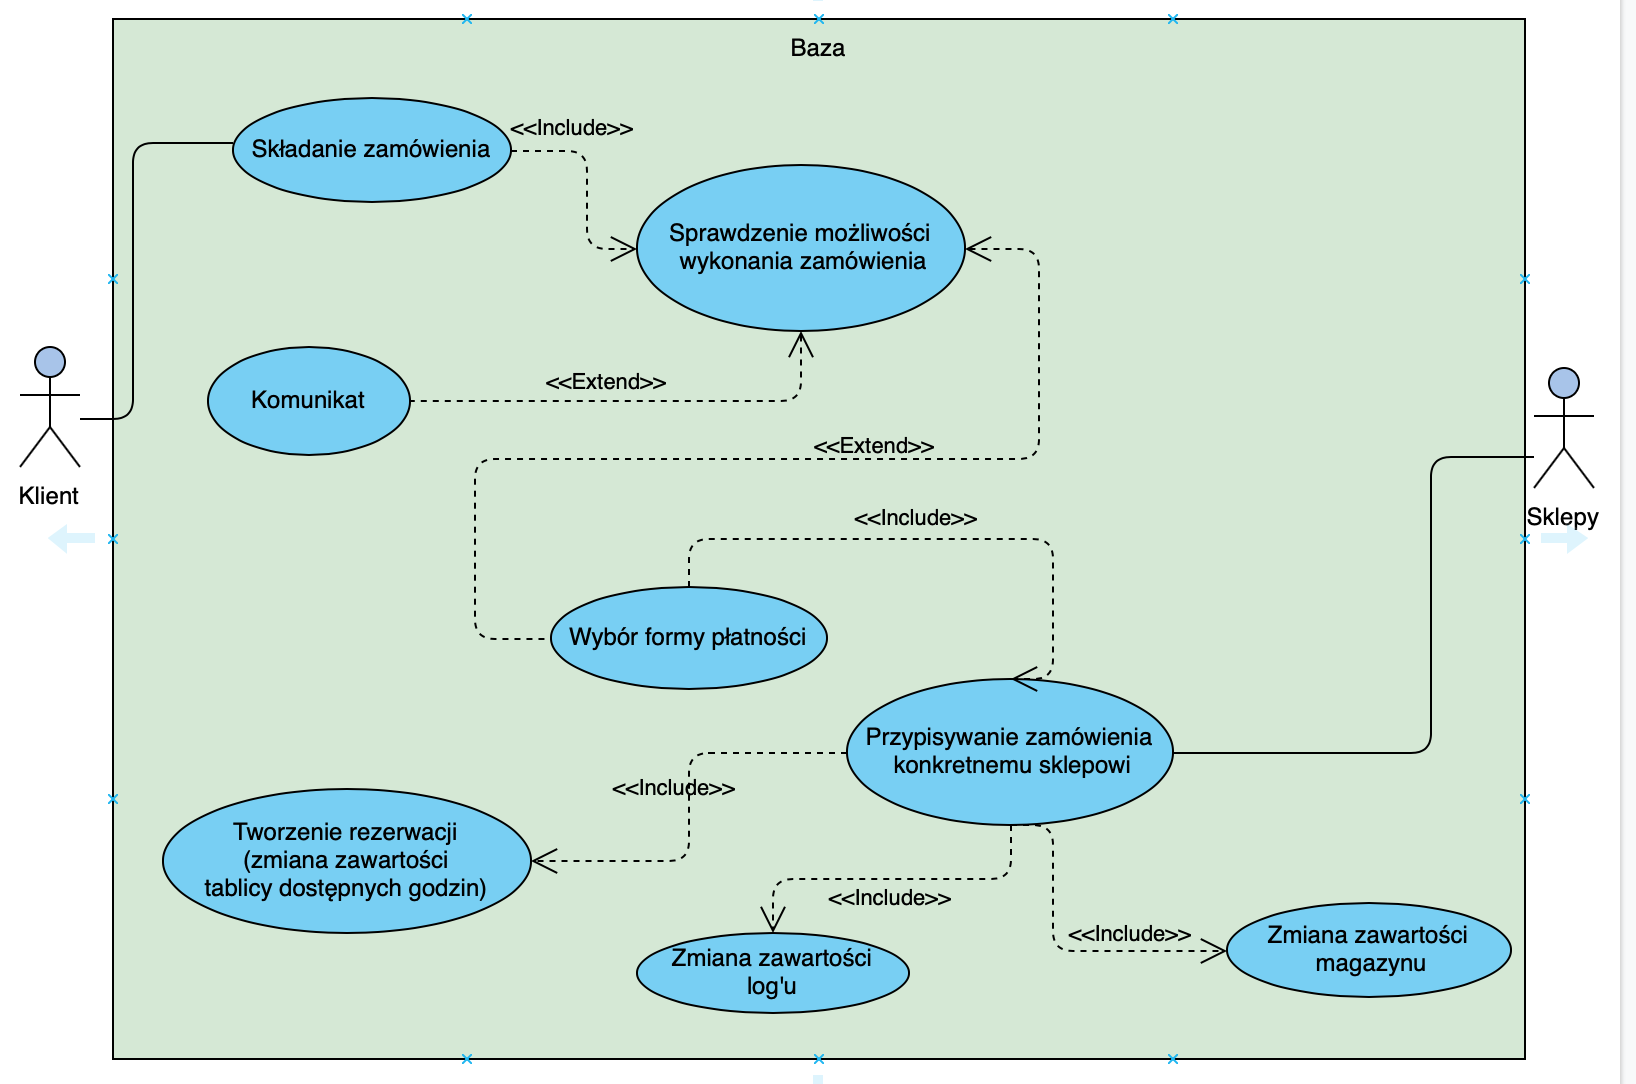 Baza
Składanie zamówienia
<<Include>>
Sprawdzenie możliwości
wykonania zamówienia
Komunikat
<<Extend>>
<<Extend>>
Klient
Sklepy
<<Include>>
Wybór formy płatności
Przypisywanie zamówienia
konkretnemu sklepowi
<<Include>>
Tworzenie rezerwacji
(zmiana zawartości
tablicy dostępnych godzin)
<<Include>>
<<Include>>
Zmiana zawartości
log'u
Zmiana zawartości
magazynu